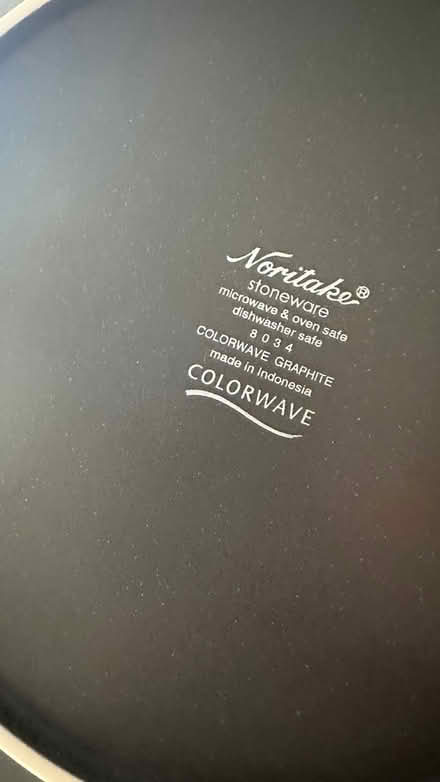 Noritake®
stoneware
microwave & oven safe
dishwasher safe
8 0 3 4
COLORWAVE GRAPHITE
made in Indonesia
COLORWAVE